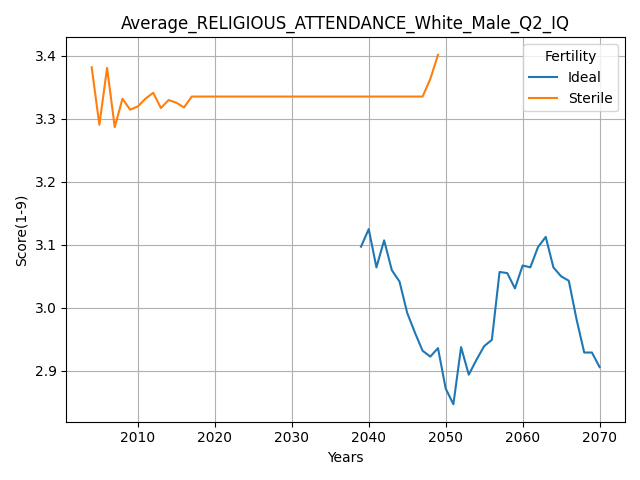 Average_RELIGIOUS_ATTENDANCE_White_Male_Q2_IQ
Fertility
Ideal
Sterile
Score(1-9)
3.4
3.3
3.2
3.1
3.0
2.9
2010 2020 2030 2040 2050 2060 2070
Years